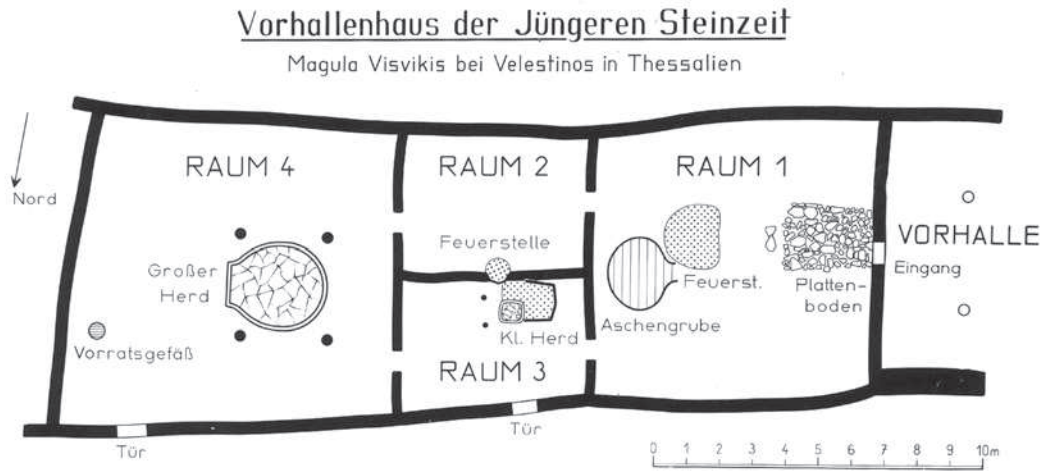 Vorhallenhaus der Jüngeren Steinzeit
Magula Visvikis bei Velestinos in Thessalien
Nord
RAUM 4
RAUM 2
RAUM 1
VORHALLE
Großer
Herd
Feuerstelle
Feuerst.
Platten-
boden
Eingang
Vorratsgefäß
Kl. Herd
Aschengrube
RAUM 3
Tür
Tür
0 1 2 3 4 5 6 7 8 9 10m